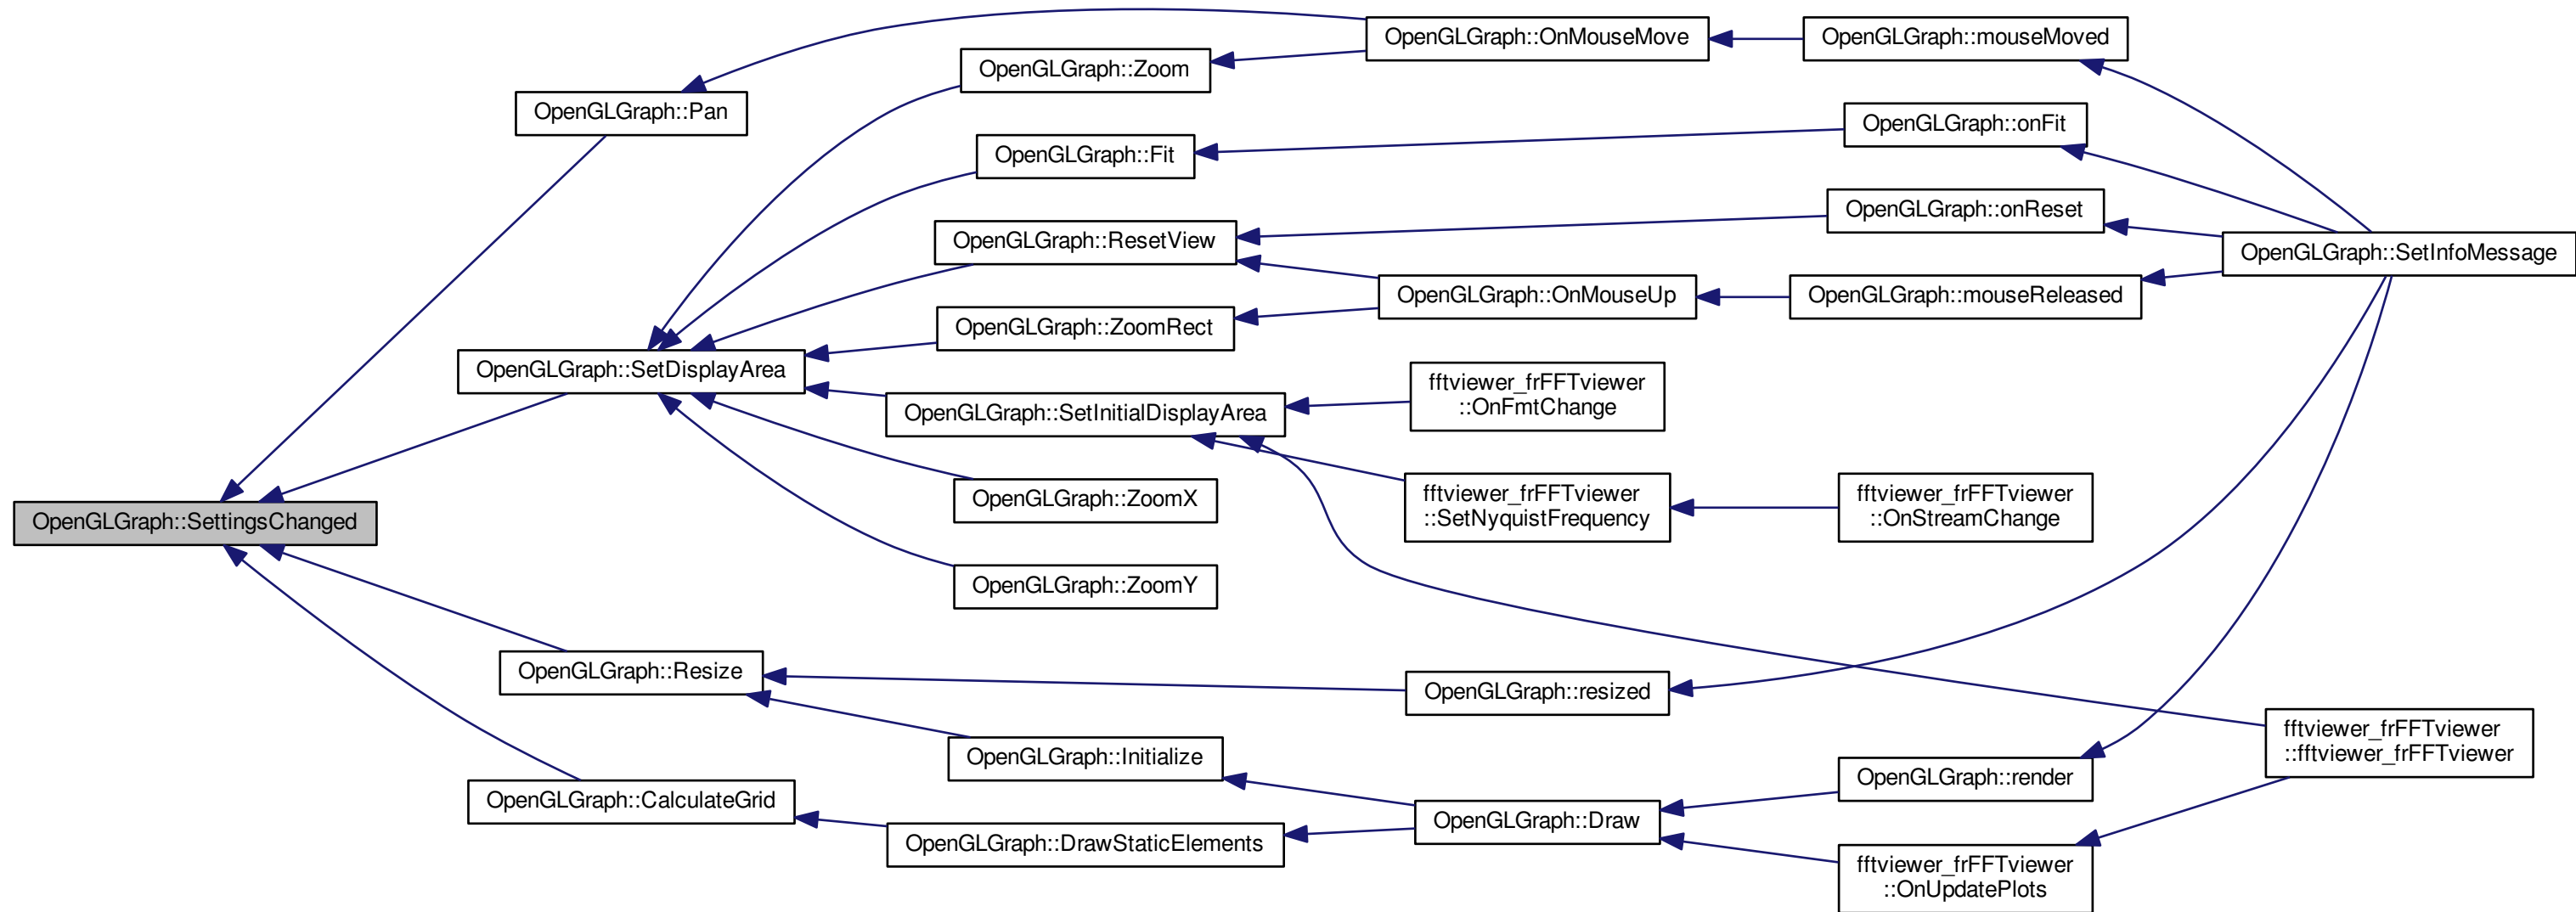 OpenGLGraph::SettingsChanged
OpenGLGraph::Pan
OpenGLGraph::SetDisplayArea
OpenGLGraph::Resize
OpenGLGraph::CalculateGrid
OpenGLGraph::Zoom
OpenGLGraph::Fit
OpenGLGraph::ResetView
OpenGLGraph::ZoomRect
OpenGLGraph::SetInitialDisplayArea
OpenGLGraph::ZoomX
OpenGLGraph::ZoomY
OpenGLGraph::Initialize
OpenGLGraph::DrawStaticElements
OpenGLGraph::OnMouseMove
OpenGLGraph::OnMouseUp
fftviewer_frFFTviewer
::OnFmtChange
fftviewer_frFFTviewer
::SetNyquistFrequency
OpenGLGraph::resized
OpenGLGraph::Draw
OpenGLGraph::mouseMoved
OpenGLGraph::onFit
OpenGLGraph::onReset
OpenGLGraph::mouseReleased
fftviewer_frFFTviewer
::OnStreamChange
OpenGLGraph::render
fftviewer_frFFTviewer
::OnUpdatePlots
OpenGLGraph::SetInfoMessage
fftviewer_frFFTviewer
::fftviewer_frFFTviewer